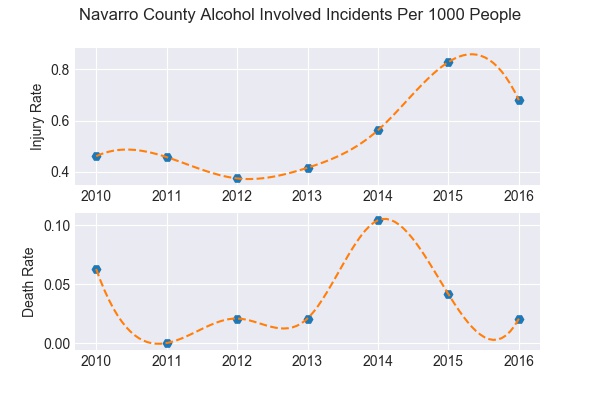 Navarro County Alcohol Involved Incidents Per 1000 People
Injury Rate
0.8
0.6
0.4
2010 2011 2012 2013 2014 2015 2016
Death Rate
0.10
0.05
0.00
2010 2011 2012 2013 2014 2015 2016